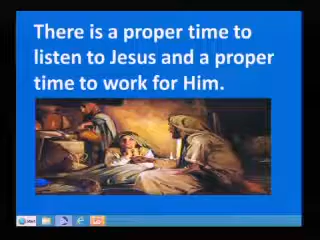 There is a proper time to
listen to Jesus and a proper
time to work for Him.